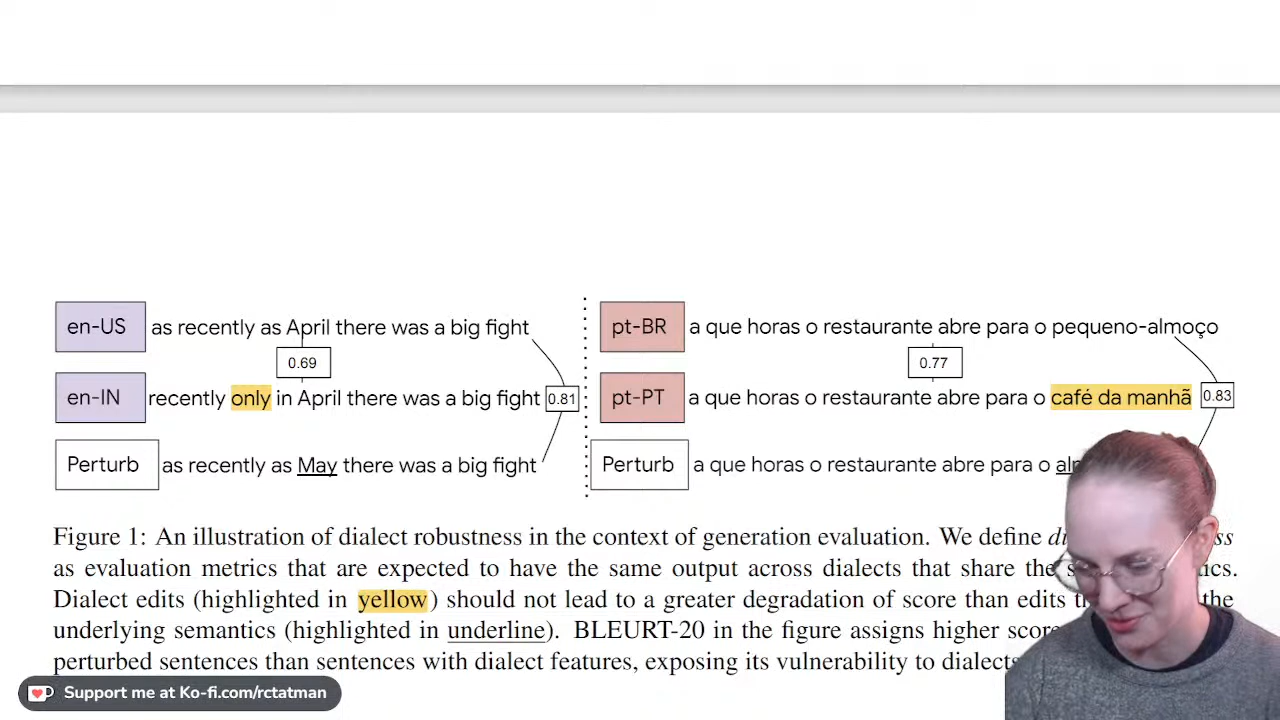 en-US as recently as April there was a big fight
0.69
en-IN recently only in April there was a big fight 0.81
Perturb as recently as May there was a big fight
pt-BR a que horas o restaurante abre para o pequeno-almoço
0.77
pt-PT a que horas o restaurante abre para o café da manhã 0.83
Perturb a que horas o restaurante abre para o
Figure 1: An illustration of dialect robustness in the context of generation evaluation. We define
as evaluation metrics that are expected to have the same output across dialects that share the
Dialect edits (highlighted in yellow) should not lead to a greater degradation of score than edits the
underlying semantics (highlighted in underline). BLEURT-20 in the figure assigns higher
perturbed sentences than sentences with dialect features, exposing its vulnerability to dialects
Support me at Ko-fi.com/rctatman